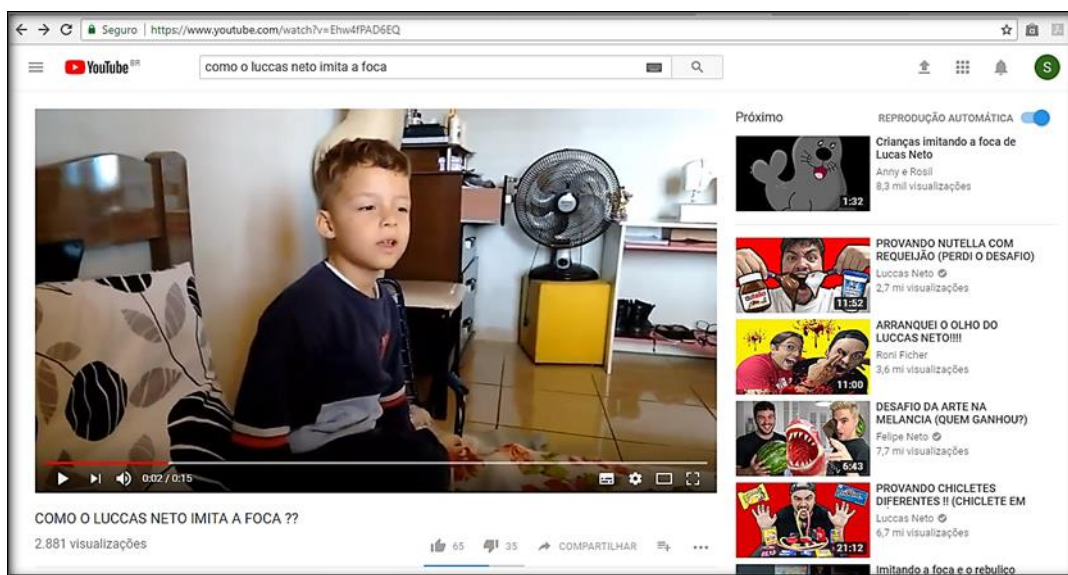 Seguro | https://www.youtube.com/watch?v=Ehw4fPAD6EQ
YouTube BR
como o luccas neto imita a foca
S
Próximo
REPRODUÇÃO AUTOMÁTICA
Crianças imitando a foca de
Lucas Neto
Anny e Rosil
8,3 mil visualizações
1:32
PROVANDO NUTELLA COM
REQUEIJÃO (PERDI O DESAFIO)
Luccas Neto
2,7 mi visualizações
nutella
11:52
ARRANQUEI O OLHO DO
LUCCAS NETO!!!!
Roni Ficher
3,6 mi visualizações
11:00
DESAFIO DA ARTE NA
MELANCIA (QUEM GANHOU?)
Felipe Neto
7,7 mi visualizações
6:43
PROVANDO CHICLETES
DIFERENTES !! (CHICLETE EM
Luccas Neto
6,7 mi visualizações
21:12
Imitando a foca e o rebuliço
0:02 / 0:15
COMO O LUCCAS NETO IMITA A FOCA ??
2.881 visualizações
65
35
COMPARTILHAR